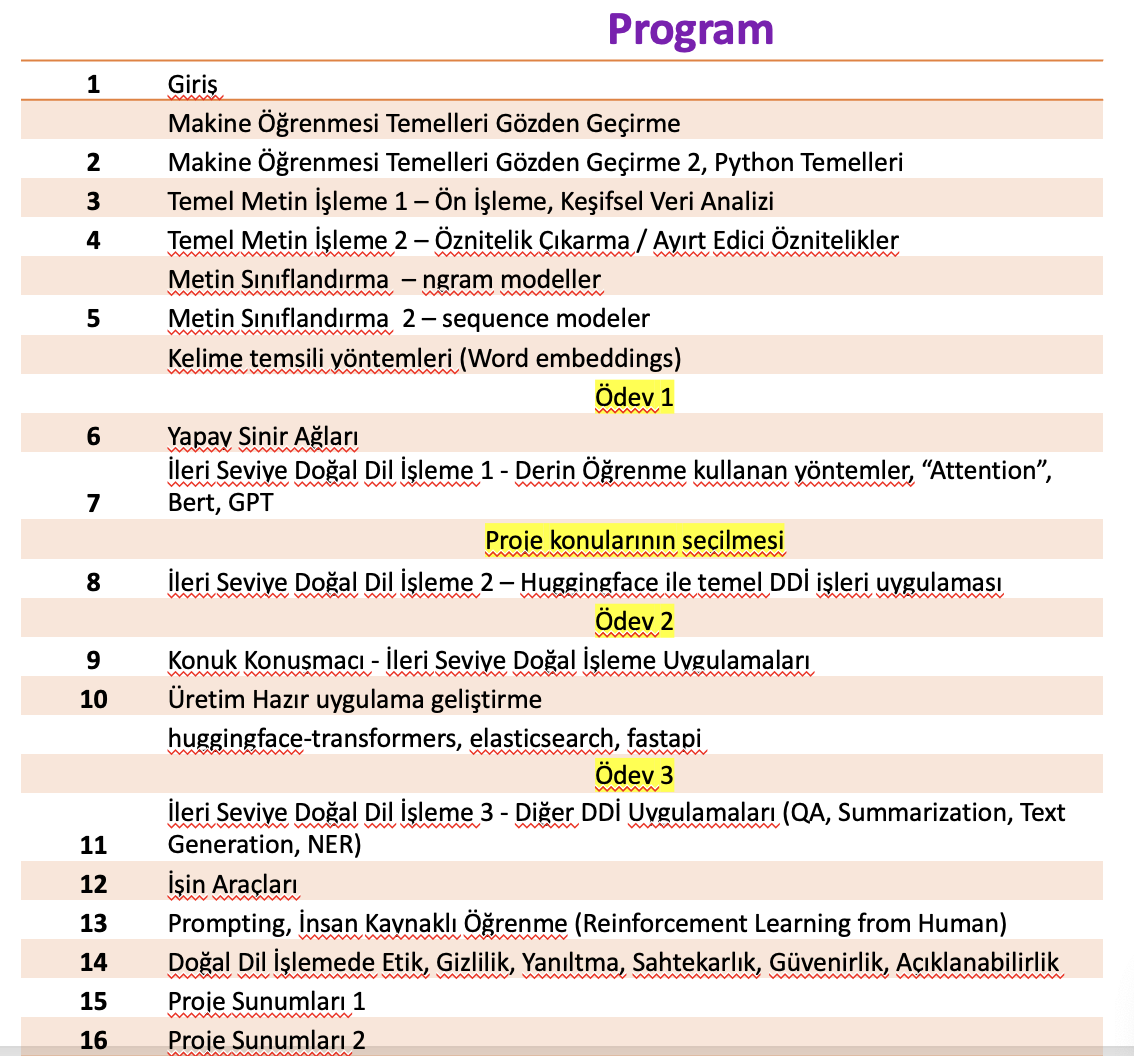 Program
1 Giriş
Makine Öğrenmesi Temelleri Gözden Geçirme
2 Makine Öğrenmesi Temelleri Gözden Geçirme 2, Python Temelleri
3 Temel Metin İşleme 1 – Ön İşleme, Keşifsel Veri Analizi
4 Temel Metin İşleme 2 – Öznitelik Çıkarma / Ayırt Edici Öznitelikler
Metin Sınıflandırma – ngram modeller
5 Metin Sınıflandırma 2 – sequence modeler
Kelime temsili yöntemleri (Word embeddings)
Ödev 1
6 Yapay Sinir Ağları
İleri Seviye Doğal Dil İşleme 1 - Derin Öğrenme kullanan yöntemler, “Attention”,
7 Bert, GPT
Proje konularının seçilmesi
8 İleri Seviye Doğal Dil İşleme 2 – Huggingface ile temel DDİ işleri uygulaması
Ödev 2
9 Konuk Konuşmacı - İleri Seviye Doğal İşleme Uygulamaları
10 Üretim Hazır uygulama geliştirme
huggingface-transformers, elasticsearch, fastapi
Ödev 3
İleri Seviye Doğal Dil İşleme 3 - Diğer DDİ Uygulamaları (QA, Summarization, Text
11 Generation, NER)
12 İşin Araçları
13 Prompting, İnsan Kaynaklı Öğrenme (Reinforcement Learning from Human)
14 Doğal Dil İşlemede Etik, Gizlilik, Yanıltma, Sahtekarlık, Güvenirlik, Açıklanabilirlik
15 Proje Sunumları 1
16 Proje Sunumları 2